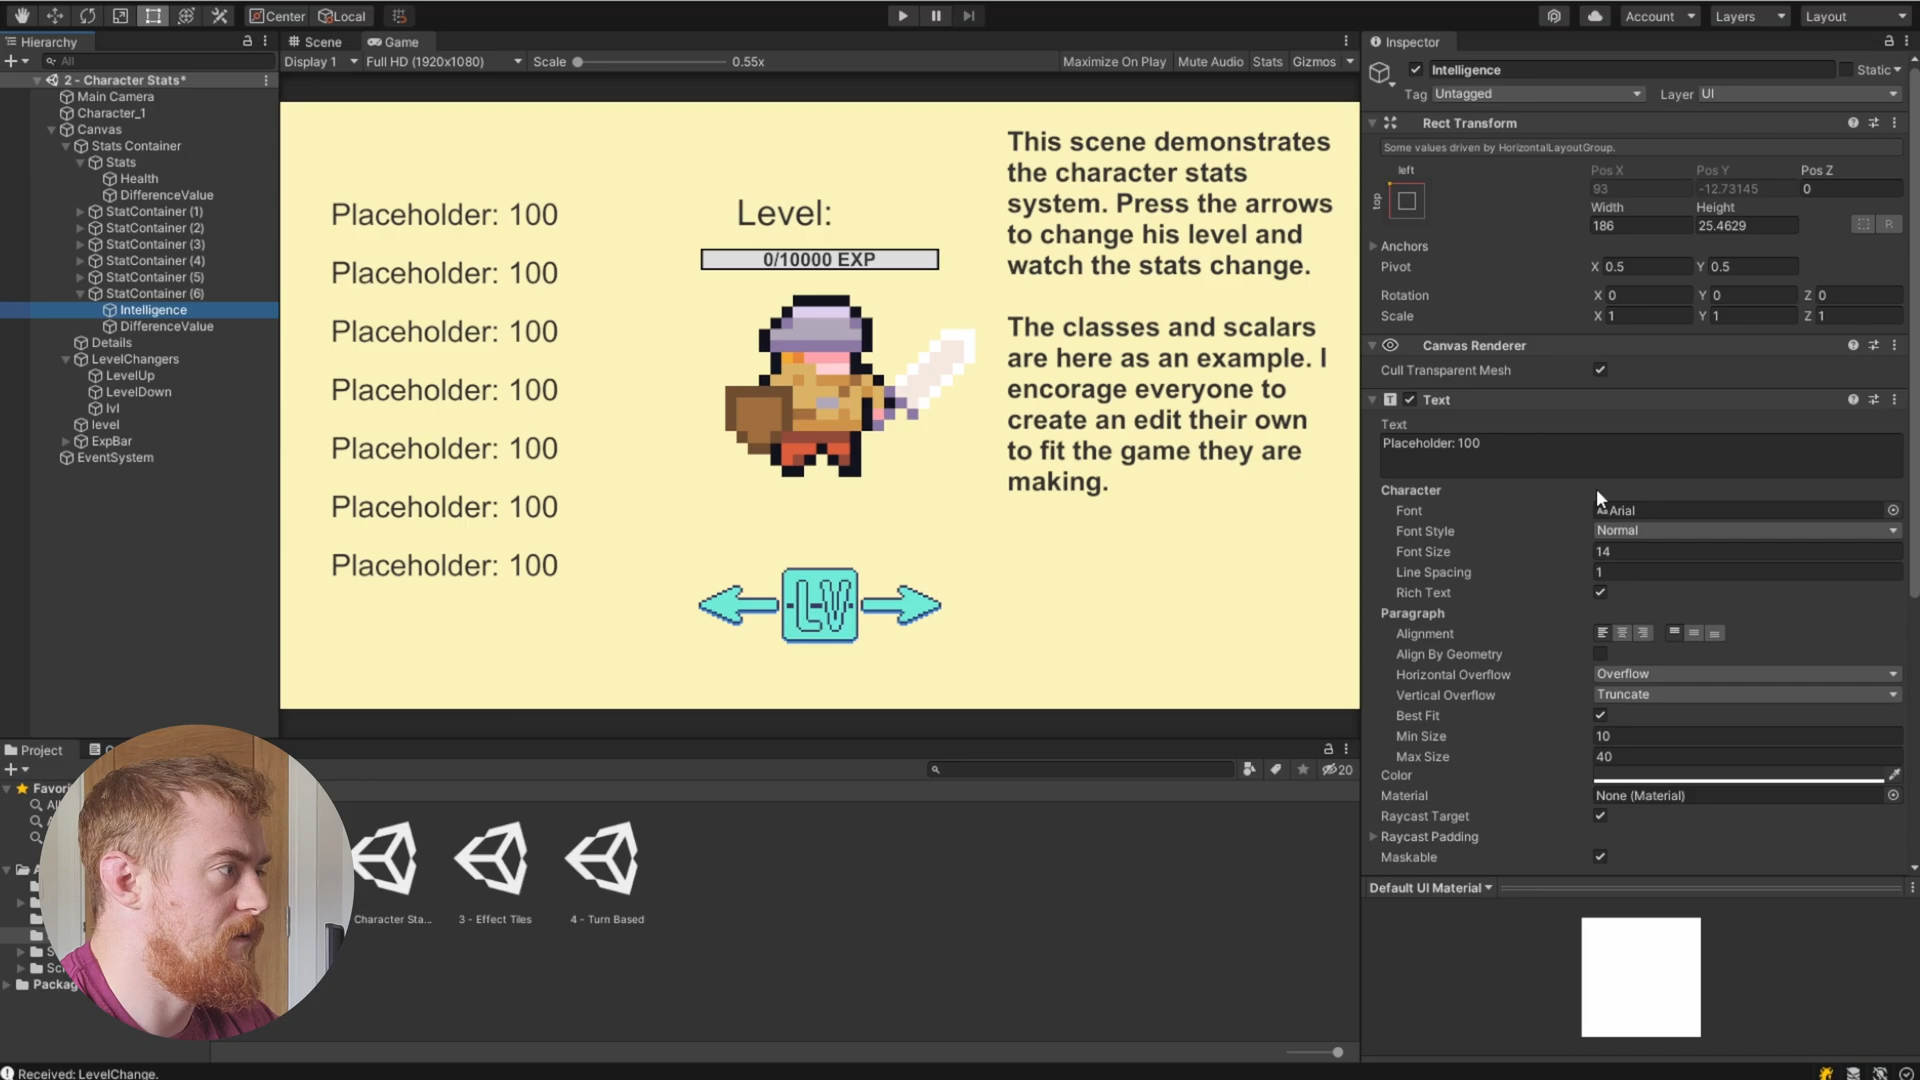 Center
Local
Account
Layers
Layout
Hierarchy
All
2 - Character Stats*
Main Camera
Character_1
Canvas
Stats Container
Stats
Health
DifferenceValue
StatContainer (1)
StatContainer (2)
StatContainer (3)
StatContainer (4)
StatContainer (5)
StatContainer (6)
Intelligence
DifferenceValue
Details
LevelChangers
LevelUp
LevelDown
lvl
level
ExpBar
EventSystem
Scene
Game
Display 1
Full HD (1920x1080)
Scale
0.55x
Maximize On Play
Mute Audio
Stats
Gizmos
Placeholder: 100
Placeholder: 100
Placeholder: 100
Placeholder: 100
Placeholder: 100
Placeholder: 100
Placeholder: 100
Level:
0/10000 EXP
LV
This scene demonstrates
the character stats
system. Press the arrows
to change his level and
watch the stats change.
The classes and scalars
are here as an example. I
encorage everyone to
create an edit their own
to fit the game they are
making.
Inspector
Intelligence
Static
Tag Untagged
Layer UI
Rect Transform
Some values driven by HorizontalLayoutGroup.
left
top
Pos X Pos Y Pos Z
93 -12.73145 0
Width Height
186 25.4629
R
Anchors
Pivot X 0.5 Y 0.5
Rotation X 0 Y 0 Z 0
Scale X 1 Y 1 Z 1
Canvas Renderer
Cull Transparent Mesh
Text
Text
Placeholder: 100
Character
Font Arial
Font Style Normal
Font Size 14
Line Spacing 1
Rich Text
Paragraph
Alignment
Align By Geometry
Horizontal Overflow Overflow
Vertical Overflow Truncate
Best Fit
Min Size 10
Max Size 40
Color
Material None (Material)
Raycast Target
Raycast Padding
Maskable
Default UI Material
Project
20
Favori
Packag
Character Sta...
3 - Effect Tiles
4 - Turn Based
Received: LevelChange.